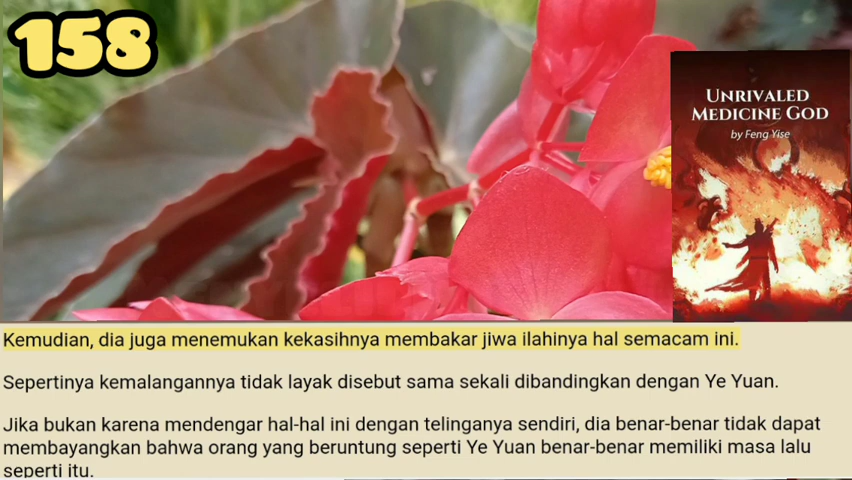 158
UNRIVALED
MEDICINE GOD
by Feng Yise
Kemudian, dia juga menemukan kekasihnya membakar jiwa ilahinya hal semacam ini.
Sepertinya kemalangannya tidak layak disebut sama sekali dibandingkan dengan Ye Yuan.
Jika bukan karena mendengar hal-hal ini dengan telinganya sendiri, dia benar-benar tidak dapat
membayangkan bahwa orang yang beruntung seperti Ye Yuan benar-benar memiliki masa lalu
seperti itu.